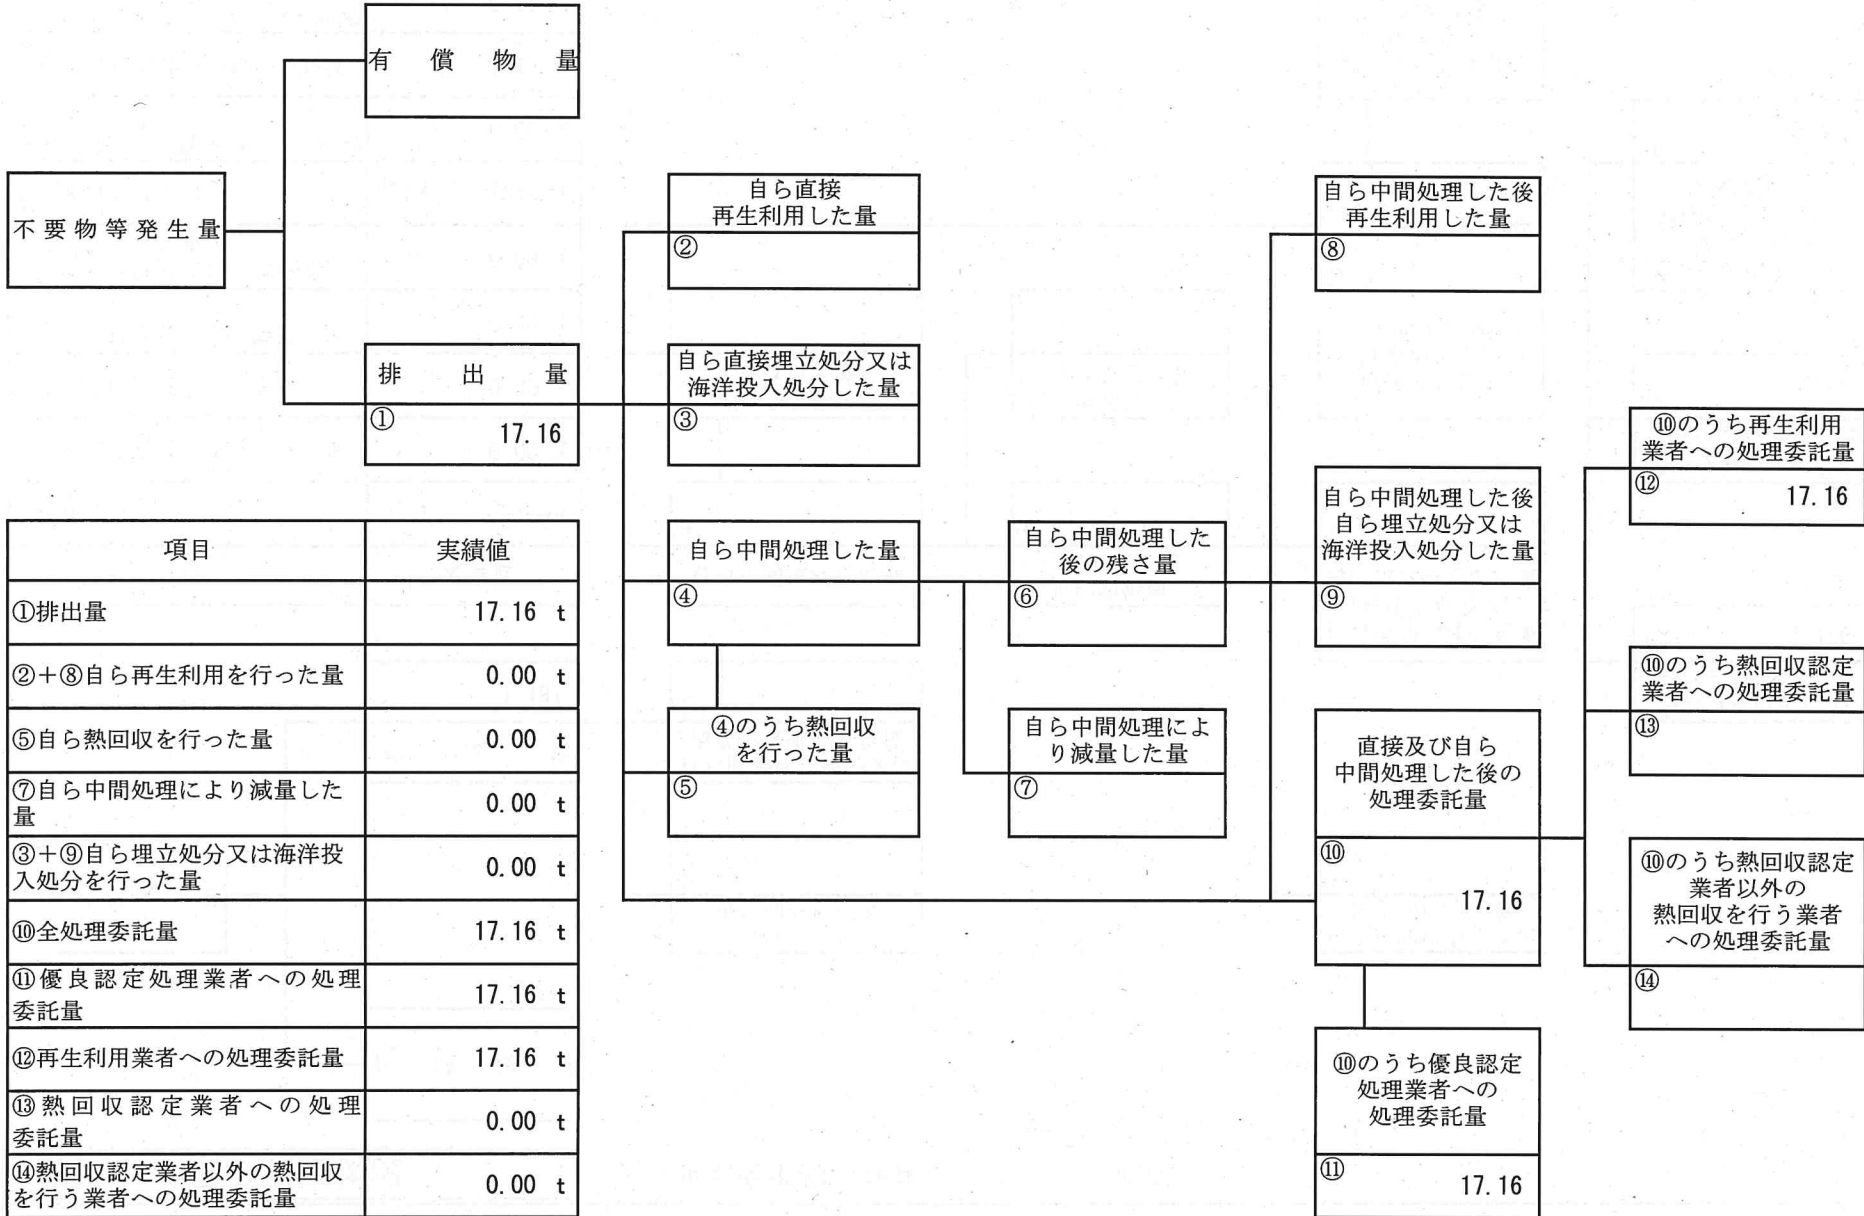 有償物量
不要物等発生量
排出量
① 17.16
自ら直接
再生利用した量
②
自ら直接埋立処分又は
海洋投入処分した量
③
自ら中間処理した量
④
④のうち熱回収
を行った量
⑤
自ら中間処理した
後の残さ量
⑥
自ら中間処理によ
り減量した量
⑦
自ら中間処理した後
再生利用した量
⑧
自ら中間処理した後
自ら埋立処分又は
海洋投入処分した量
⑨
直接及び自ら
中間処理した後の
処理委託量
⑩
17.16
⑩のうち優良認定
処理業者への
処理委託量
⑪ 17.16
⑩のうち再生利用
業者への処理委託量
⑫ 17.16
⑩のうち熱回収認定
業者への処理委託量
⑬
⑩のうち熱回収認定
業者以外の
熱回収を行う業者
への処理委託量
⑭
項目 実績値
①排出量 17.16 t
②+⑧自ら再生利用を行った量 0.00 t
⑤自ら熱回収を行った量 0.00 t
⑦自ら中間処理により減量した
量 0.00 t
③+⑨自ら埋立処分又は海洋投
入処分を行った量 0.00 t
⑩全処理委託量 17.16 t
⑪優良認定処理業者への処理
委託量 17.16 t
⑫再生利用業者への処理委託量 17.16 t
⑬熱回収認定業者への処理
委託量 0.00 t
⑭熱回収認定業者以外の熱回収
を行う業者への処理委託量 0.00 t